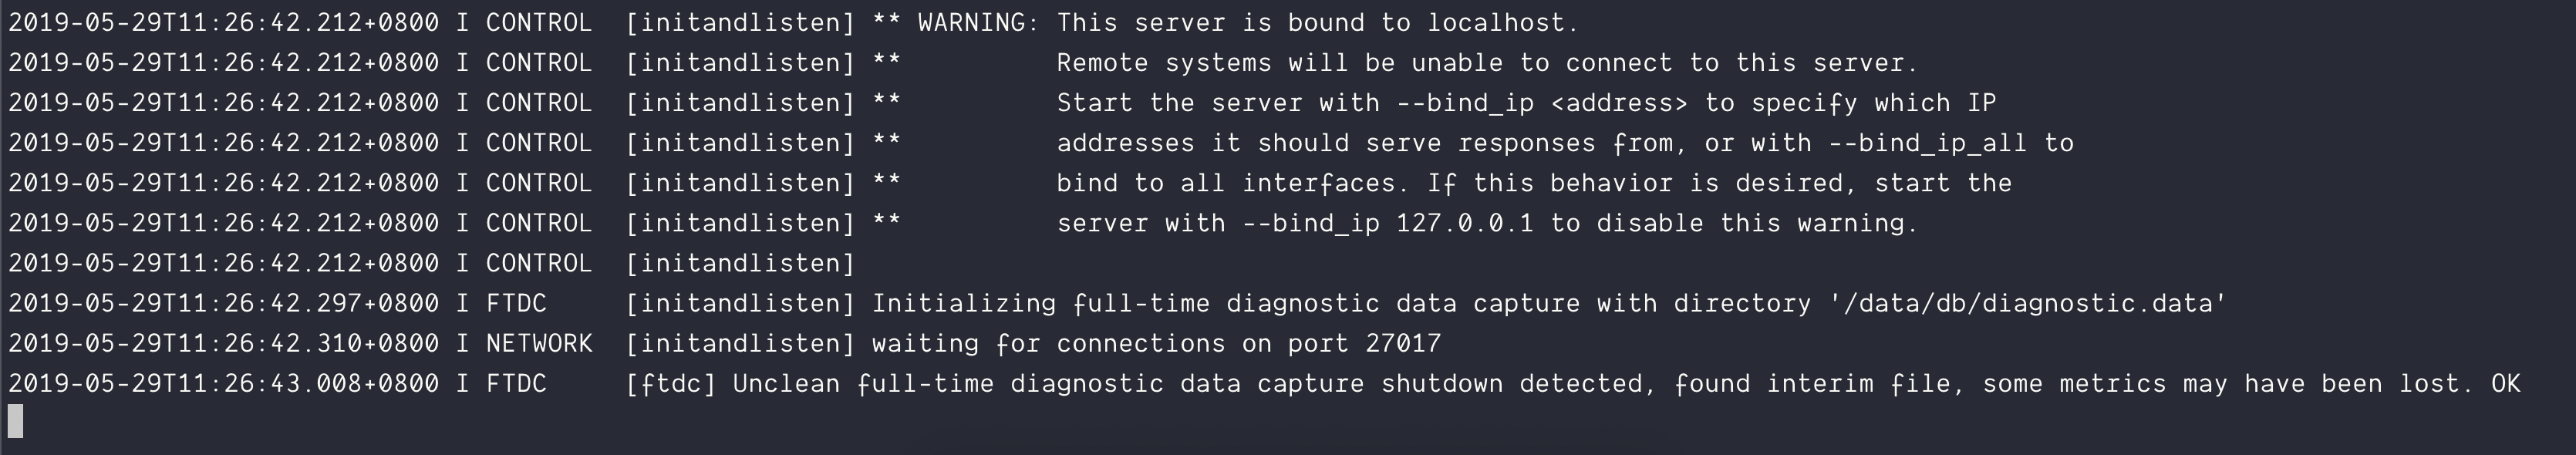 2019-05-29T11:26:42.212+0800 I CONTROL  [initandlisten] ** WARNING: This server is bound to localhost.
2019-05-29T11:26:42.212+0800 I CONTROL  [initandlisten] **          Remote systems will be unable to connect to this server.
2019-05-29T11:26:42.212+0800 I CONTROL  [initandlisten] **          Start the server with --bind_ip <address> to specify which IP
2019-05-29T11:26:42.212+0800 I CONTROL  [initandlisten] **          addresses it should serve responses from, or with --bind_ip_all to
2019-05-29T11:26:42.212+0800 I CONTROL  [initandlisten] **          bind to all interfaces. If this behavior is desired, start the
2019-05-29T11:26:42.212+0800 I CONTROL  [initandlisten] **          server with --bind_ip 127.0.0.1 to disable this warning.
2019-05-29T11:26:42.212+0800 I CONTROL  [initandlisten]
2019-05-29T11:26:42.297+0800 I FTDC     [initandlisten] Initializing full-time diagnostic data capture with directory '/data/db/diagnostic.data'
2019-05-29T11:26:42.310+0800 I NETWORK  [initandlisten] waiting for connections on port 27017
2019-05-29T11:26:43.008+0800 I FTDC     [ftdc] Unclean full-time diagnostic data capture shutdown detected, found interim file, some metrics may have been lost. OK